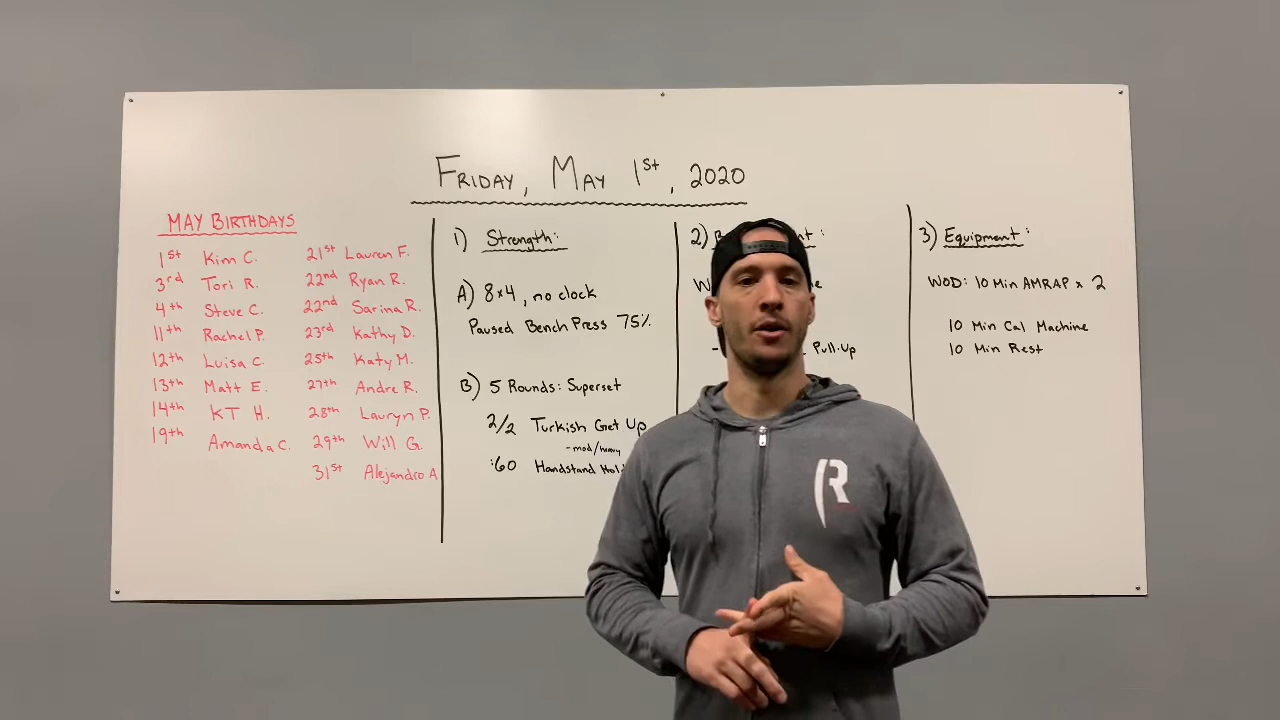 FRIDAY, MAY 1st, 2020
MAY BIRTHDAYS
1st Kim C.
3rd Tori R.
4th Steve C.
11th Rachel P.
12th Luisa C.
13th Matt E.
14th KT H.
19th Amanda C.
21st Lauren F.
22nd Ryan R.
22nd Sarina R.
23rd Kathy D.
25th Katy M.
27th Andre R.
28th Lauryn P.
29th Will G.
31st Alejandro A
1) Strength:
A) 8x4, no clock
Paused Bench Press 75%
B) 5 Rounds: Superset
2/2 Turkish Get Up
-mod/heavy
:60 Handstand
2)
Pull-Up
3) Equipment:
WOD: 10 Min AMRAP x 2
10 Min Cal Machine
10 Min Rest
R